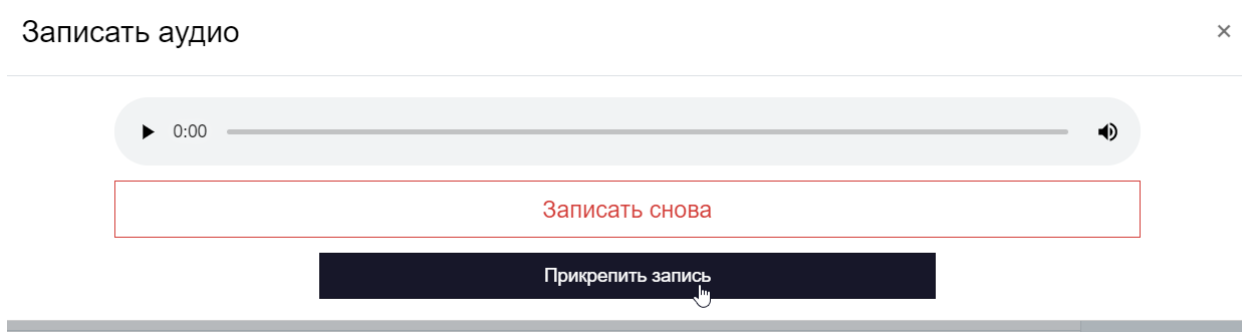 Записать аудио
×
0:00
Записать снова
Прикрепить запись